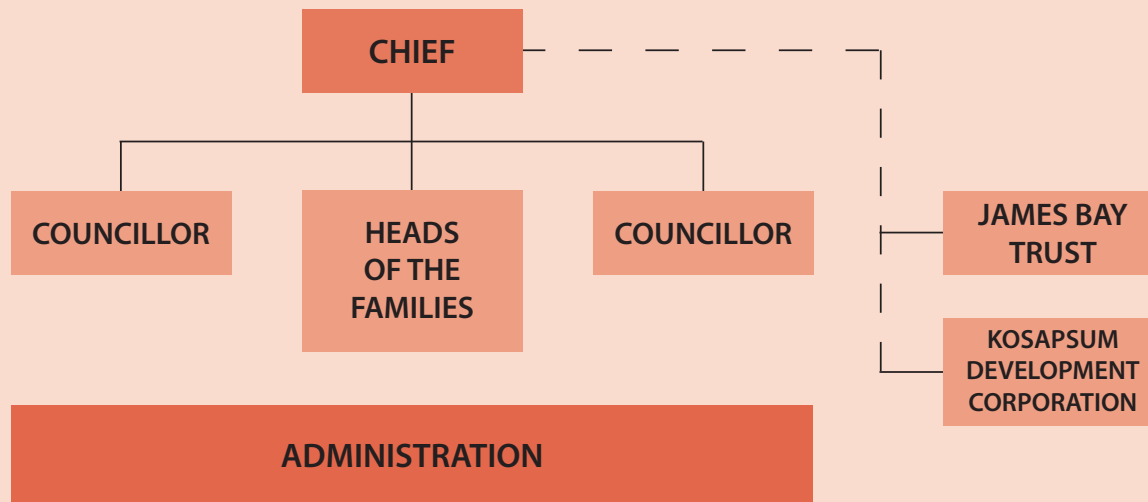 CHIEF
COUNCILLOR
HEADS
OF THE
FAMILIES
COUNCILLOR
JAMES BAY
TRUST
KOSAPSUM
DEVELOPMENT
CORPORATION
ADMINISTRATION